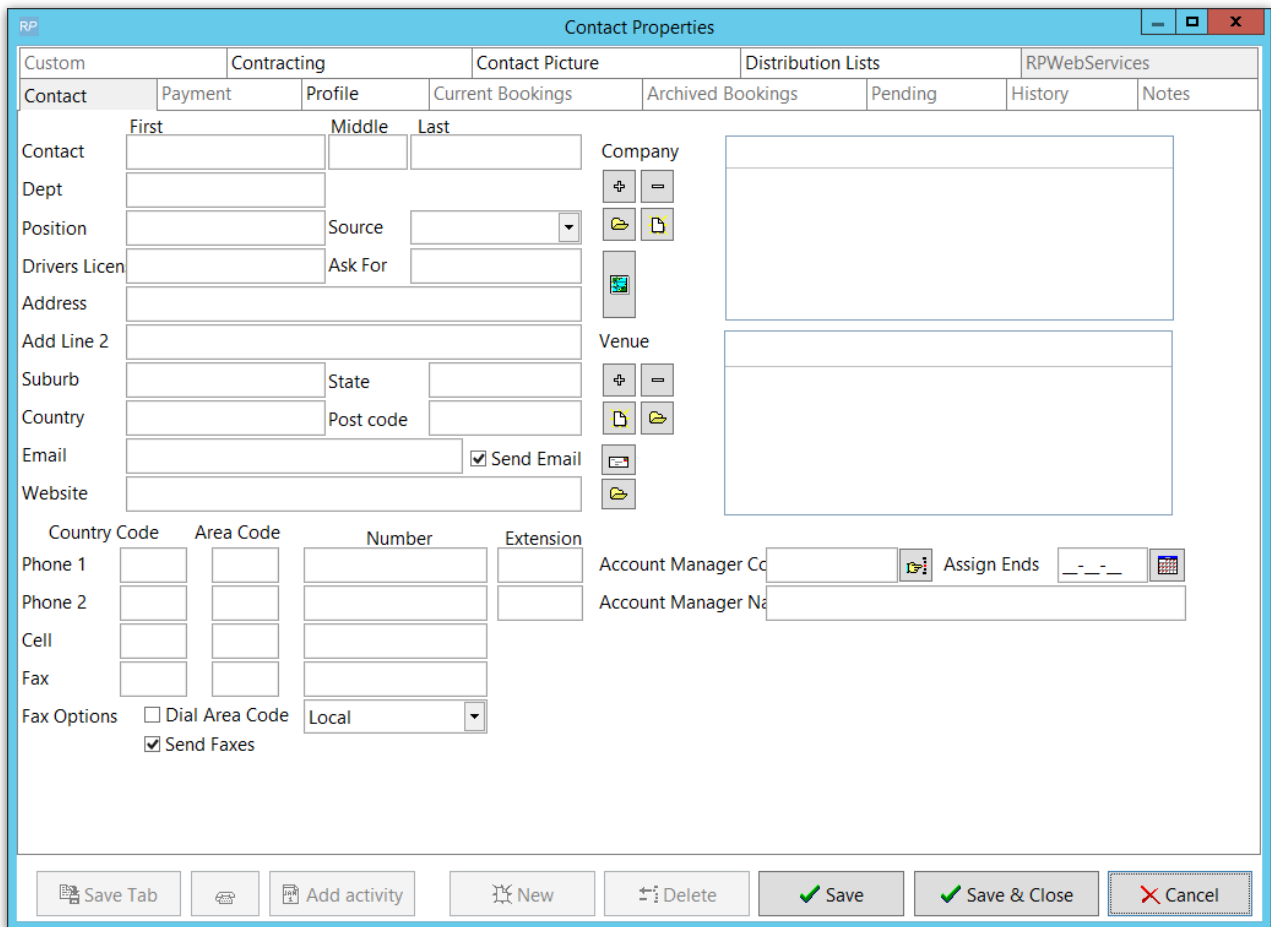 RP Contact Properties
Custom Contracting Contact Picture Distribution Lists RPWebServices
Contact Payment Profile Current Bookings Archived Bookings Pending History Notes
First Middle Last
Contact Company
Dept
Position Source
Drivers Licen Ask For
Address
Add Line 2 Venue
Suburb State
Country Post code
Email Send Email
Website
Country Code Area Code Number Extension
Phone 1 Account Manager Co Assign Ends __-__-__
Phone 2 Account Manager Na
Cell
Fax
Fax Options Dial Area Code Local
Send Faxes
Save Tab Add activity New Delete Save Save & Close Cancel